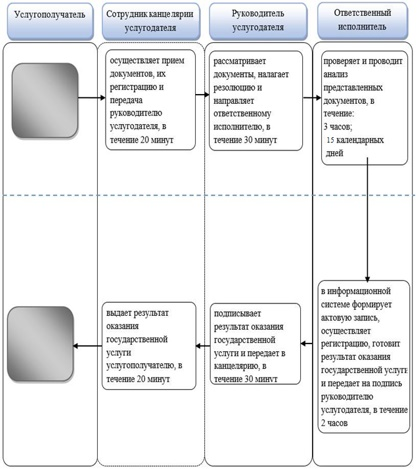 Услугополучатель
Сотрудник канцелярии
услугодателя
Руководитель
услугодателя
Ответственный
исполнитель
осуществляет прием
документов, их
регистрацию и
передача
руководителю
услугодателя, в
течение 20 минут
рассматривает
документы, налагает
резолюцию и
направляет
ответственному
исполнителю, в
течение 30 минут
проверяет и проводит
анализ
представленных
документов, в
течение:
3 часов;
15 календарных
дней
выдает результат
оказания
государственной
услуги
услугополучателю, в
течение 20 минут
подписывает
результат оказания
государственной
услуги и передает в
канцелярию, в
течение 30 минут
в информационной
системе формирует
актовую запись,
осуществляет
регистрацию, готовит
результат оказания
государственной услуги
и передает на подпись
руководителю
услугодателя, в течение
2 часов